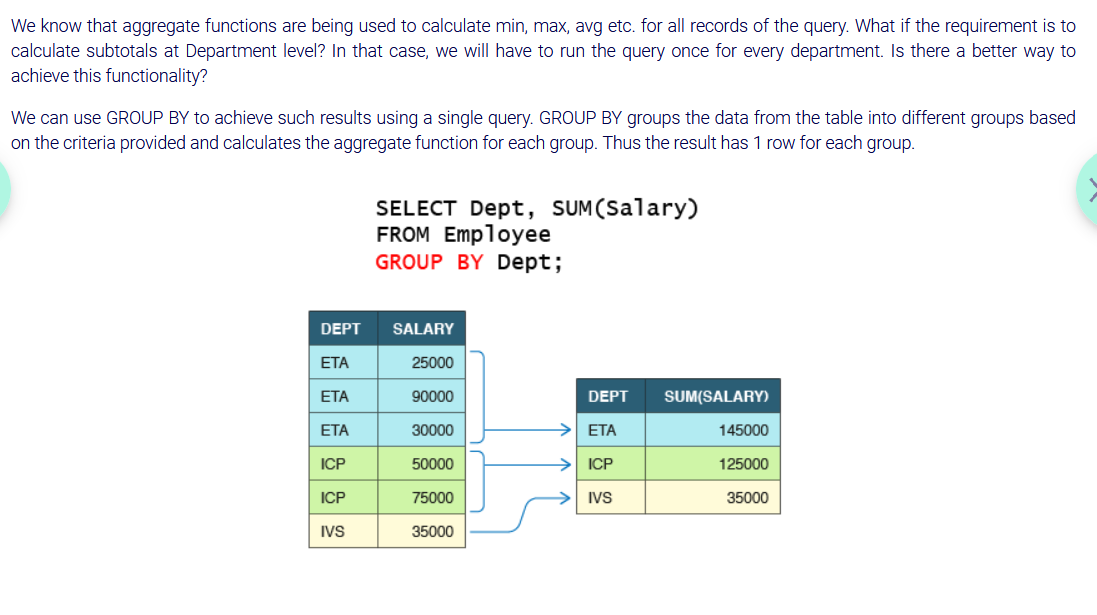 We know that aggregate functions are being used to calculate min, max, avg etc. for all records of the query. What if the requirement is to
calculate subtotals at Department level? In that case, we will have to run the query once for every department. Is there a better way to
achieve this functionality?
We can use GROUP BY to achieve such results using a single query. GROUP BY groups the data from the table into different groups based
on the criteria provided and calculates the aggregate function for each group. Thus the result has 1 row for each group.
SELECT Dept, SUM(Salary)
FROM Employee
GROUP BY Dept;
DEPT SALARY
ETA 25000
ETA 90000
ETA 30000
ICP 50000
ICP 75000
IVS 35000
DEPT SUM(SALARY)
ETA 145000
ICP 125000
IVS 35000